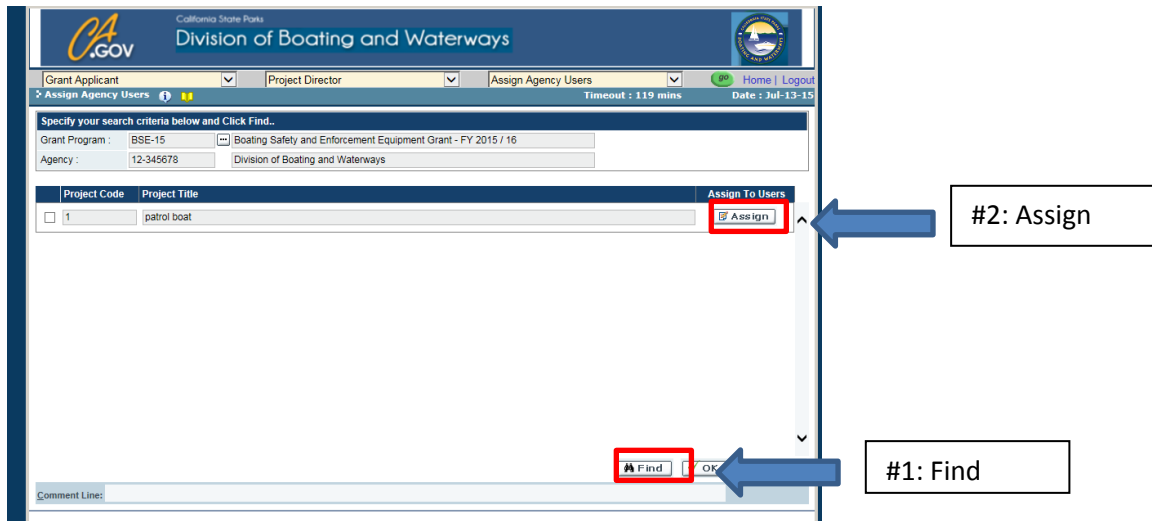 California State Parks
CA.GOV Division of Boating and Waterways
Grant Applicant Project Director Assign Agency Users go Home | Logout
Assign Agency Users Timeout : 119 mins Date : Jul-13-15
Specify your search criteria below and Click Find..
Grant Program : BSE-15 ... Boating Safety and Enforcement Equipment Grant - FY 2015 / 16
Agency : 12-345678 Division of Boating and Waterways
Project Code Project Title Assign To Users
1 patrol boat Assign
#2: Assign
Find OK
#1: Find
Comment Line: